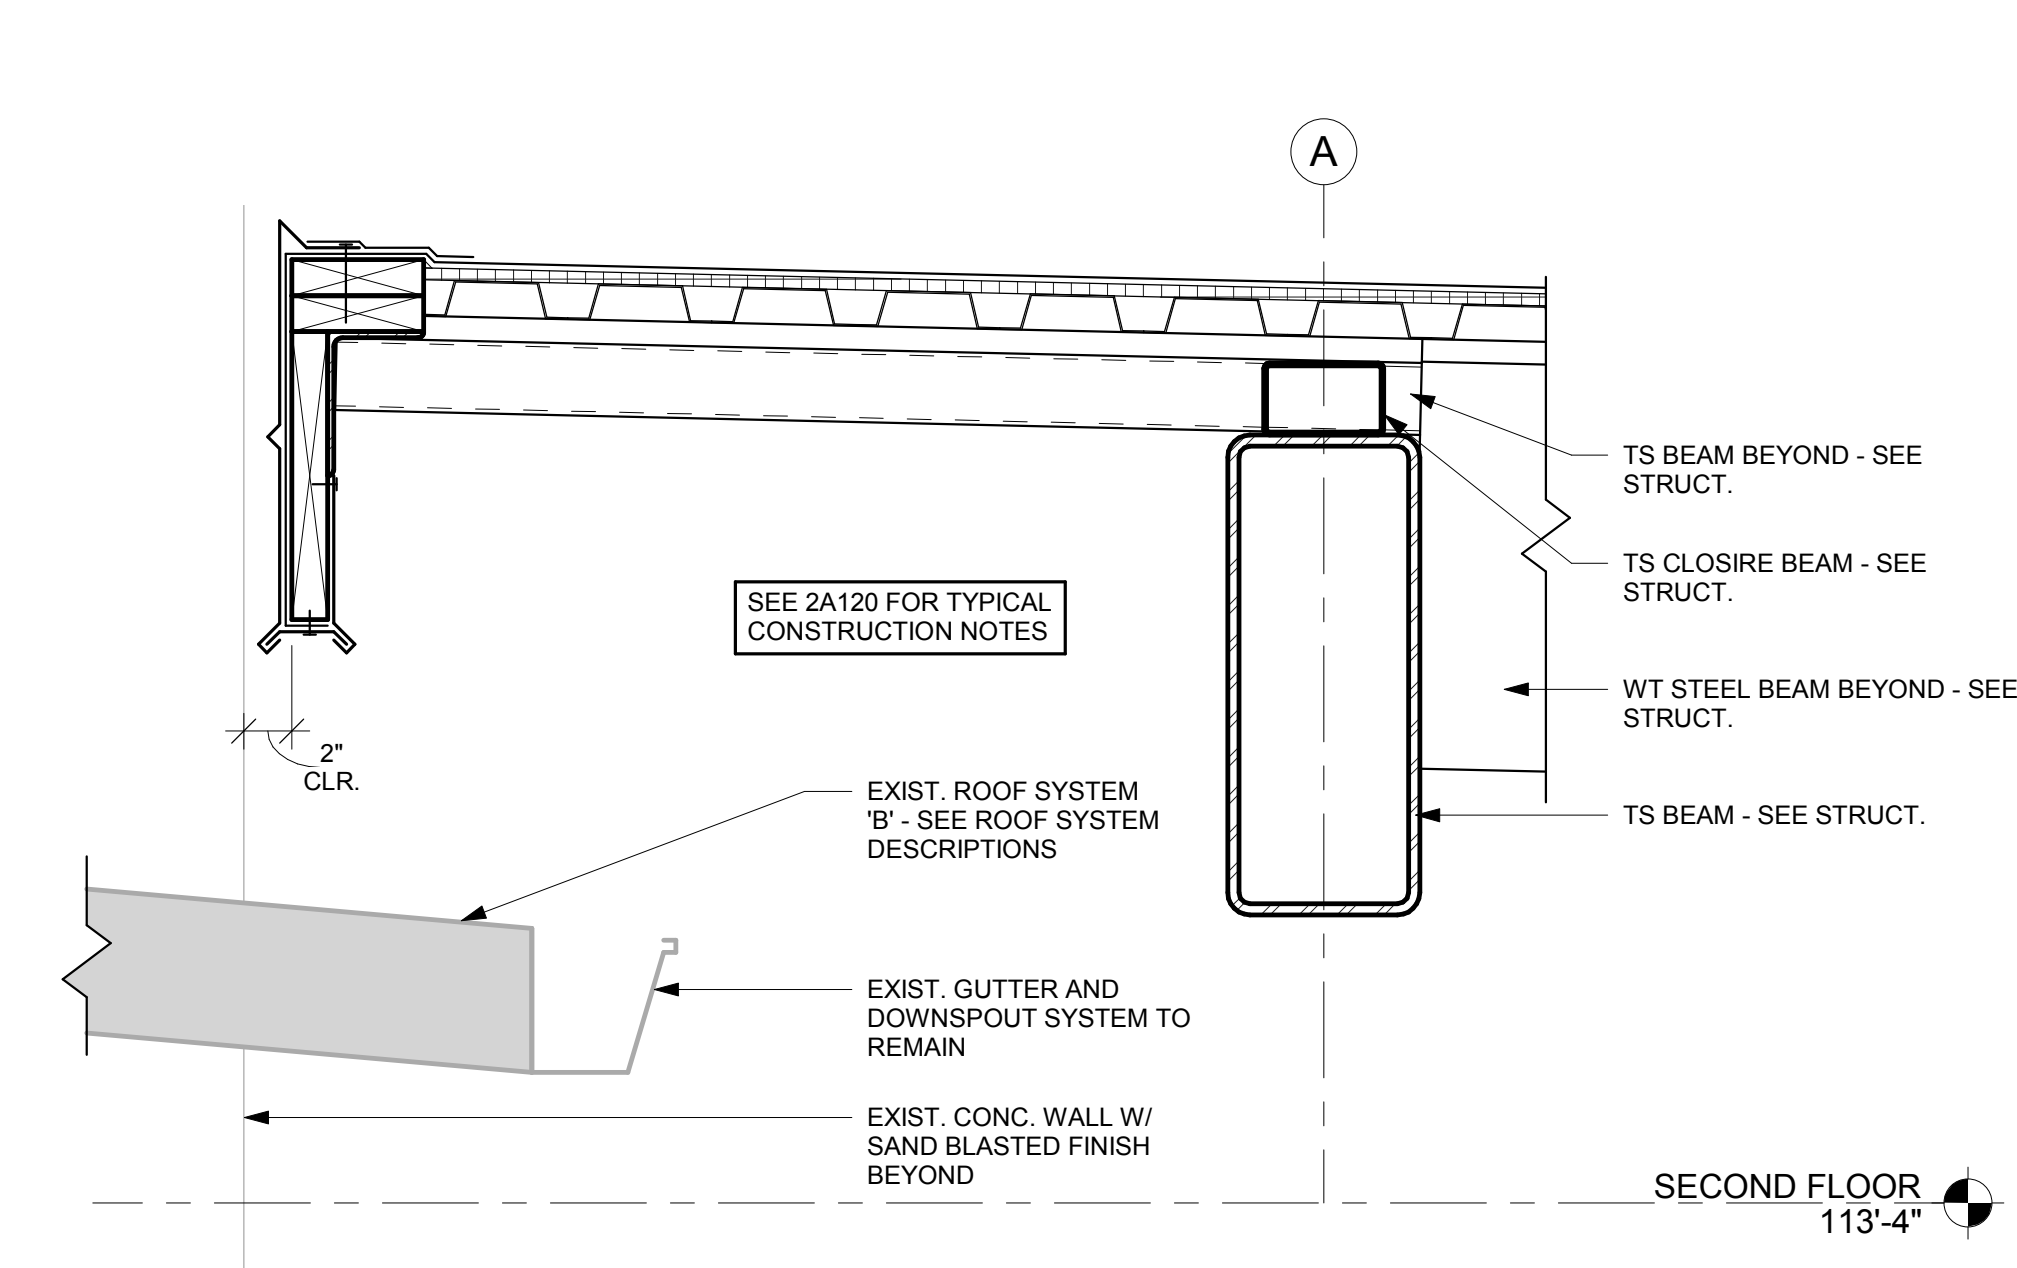 A
TS BEAM BEYOND - SEE
STRUCT.
TS CLOSIRE BEAM - SEE
STRUCT.
SEE 2A120 FOR TYPICAL
CONSTRUCTION NOTES
WT STEEL BEAM BEYOND - SEE
STRUCT.
2"
CLR.
EXIST. ROOF SYSTEM
'B' - SEE ROOF SYSTEM
DESCRIPTIONS
TS BEAM - SEE STRUCT.
EXIST. GUTTER AND
DOWNSPOUT SYSTEM TO
REMAIN
EXIST. CONC. WALL W/
SAND BLASTED FINISH
BEYOND
SECOND FLOOR
113'-4"